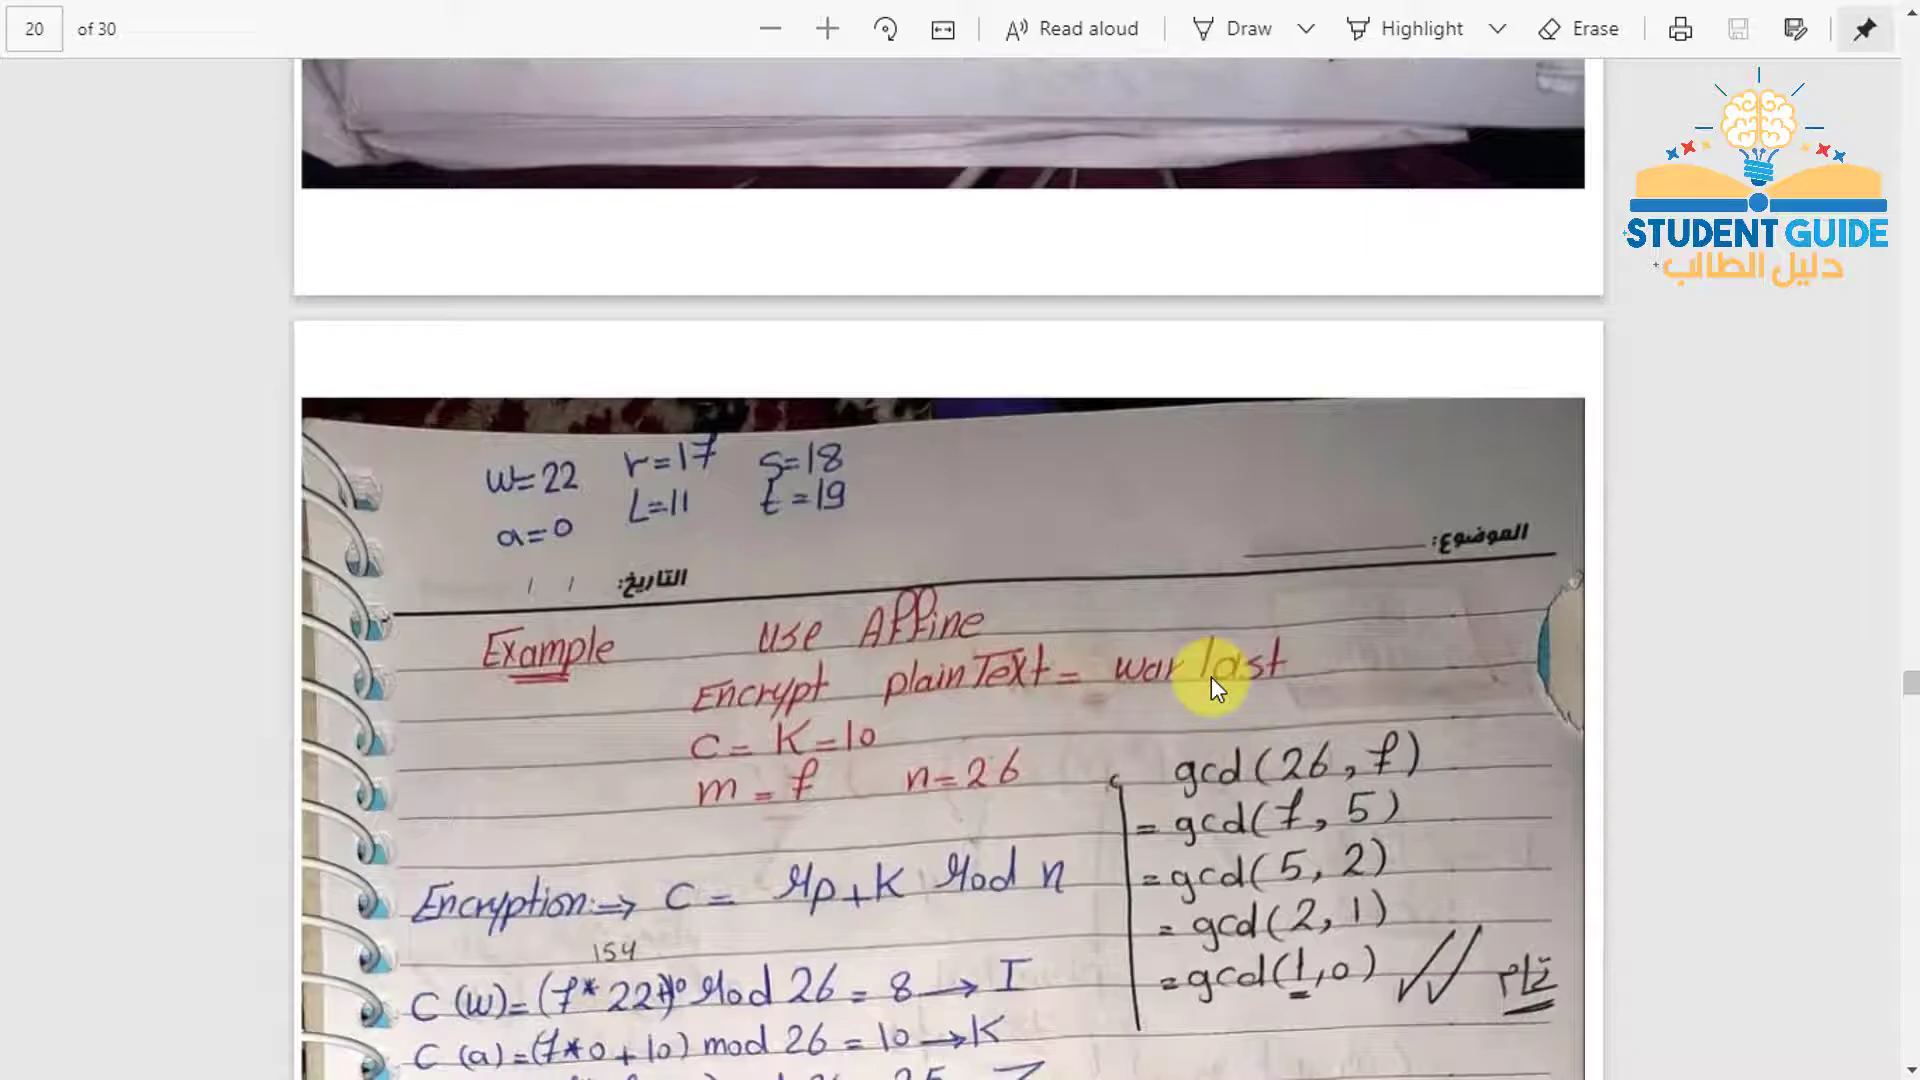 20 of 30
Read aloud
Draw
Highlight
Erase
STUDENT GUIDE
دليل الطالب
w=22 r=17 s=18
L=11 t=19
a=0
الموضوع:
التاريخ: / /
Example Use Affine
Encrypt plainText = war last
C = K = 10
m = 7 n = 26
gcd(26, 7)
= gcd(7, 5)
= gcd(5, 2)
= gcd(2, 1)
= gcd(1, 0)
تمام
Encryption:→ C = Mp + K Mod n
154
C (w) = (7* 22+10 Mod 26 = 8 → I
C (a) = (7*0 + 10) mod 26 = 10 → K